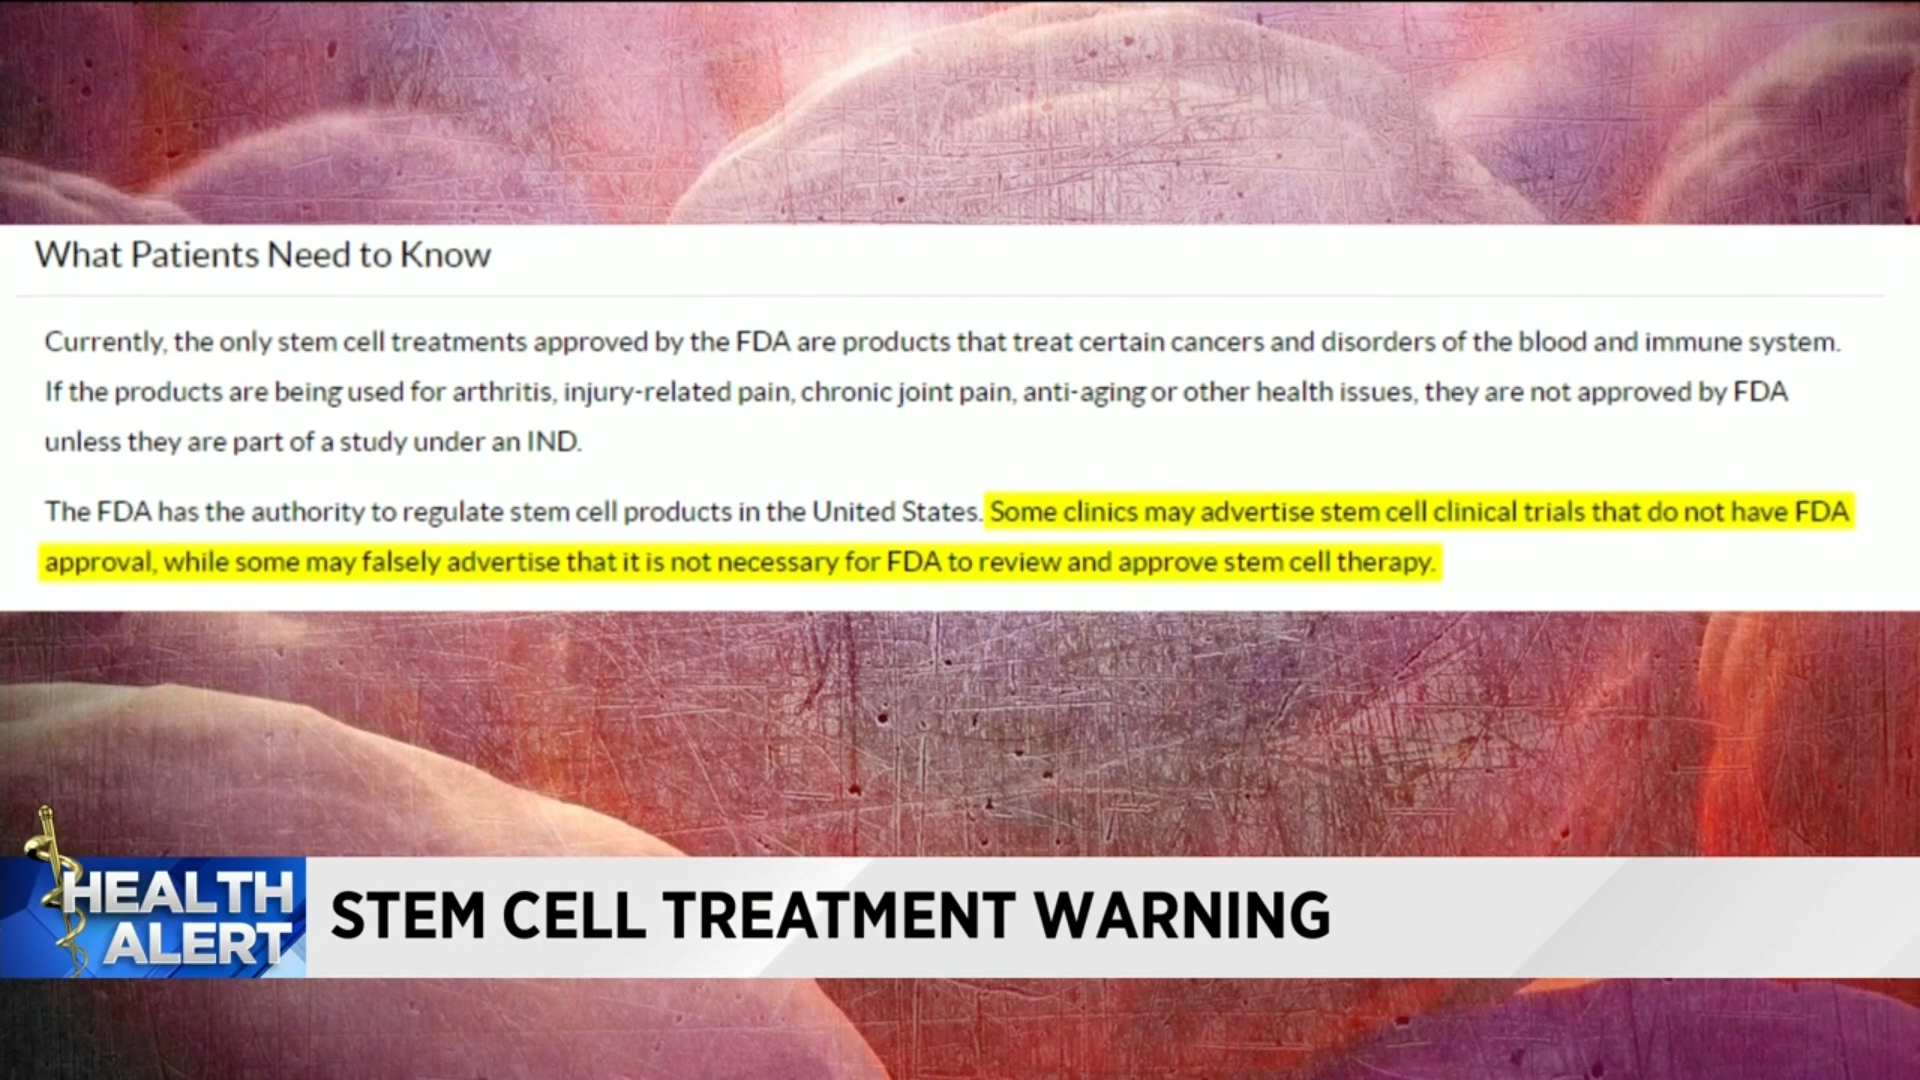 What Patients Need to Know
Currently, the only stem cell treatments approved by the FDA are products that treat certain cancers and disorders of the blood and immune system.
If the products are being used for arthritis, injury-related pain, chronic joint pain, anti-aging or other health issues, they are not approved by FDA
unless they are part of a study under an IND.
The FDA has the authority to regulate stem cell products in the United States. Some clinics may advertise stem cell clinical trials that do not have FDA
approval, while some may falsely advertise that it is not necessary for FDA to review and approve stem cell therapy.
HEALTH
ALERT
STEM CELL TREATMENT WARNING